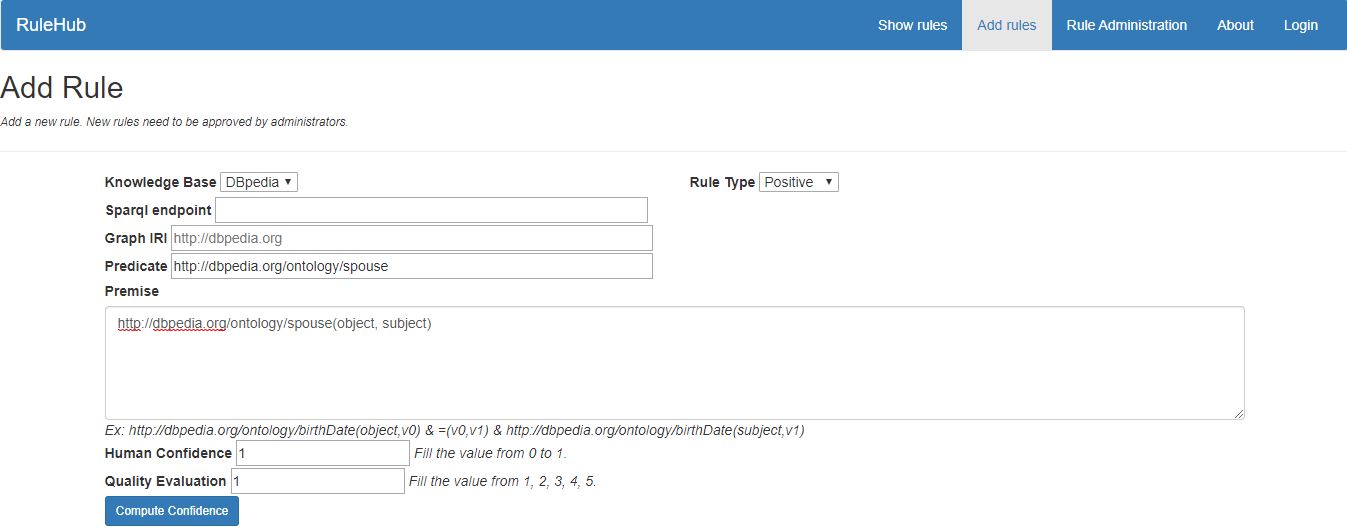 RuleHub Show rules Add rules Rule Administration About Login
Add Rule
Add a new rule. New rules need to be approved by administrators.
Knowledge Base DBpedia Rule Type Positive
Sparql endpoint
Graph IRI http://dbpedia.org
Predicate http://dbpedia.org/ontology/spouse
Premise
http://dbpedia.org/ontology/spouse(object, subject)
Ex: http://dbpedia.org/ontology/birthDate(object,v0) & =(v0,v1) & http://dbpedia.org/ontology/birthDate(subject,v1)
Human Confidence 1 Fill the value from 0 to 1.
Quality Evaluation 1 Fill the value from 1, 2, 3, 4, 5.
Compute Confidence